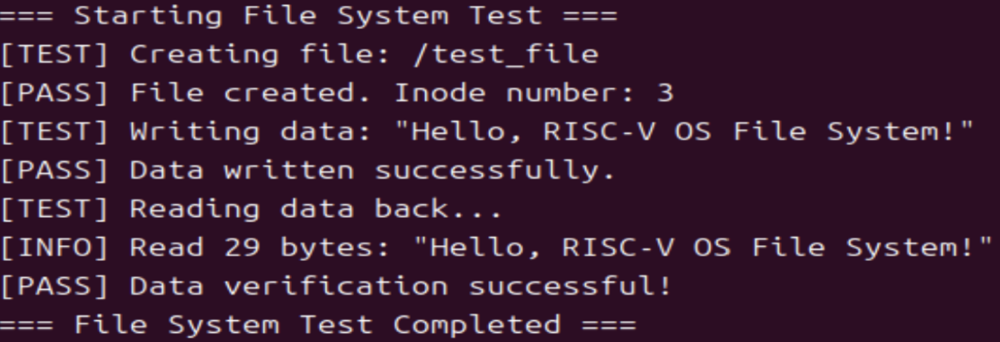 === Starting File System Test ===
[TEST] Creating file: /test_file
[PASS] File created. Inode number: 3
[TEST] Writing data: "Hello, RISC-V OS File System!"
[PASS] Data written successfully.
[TEST] Reading data back...
[INFO] Read 29 bytes: "Hello, RISC-V OS File System!"
[PASS] Data verification successful!
=== File System Test Completed ===